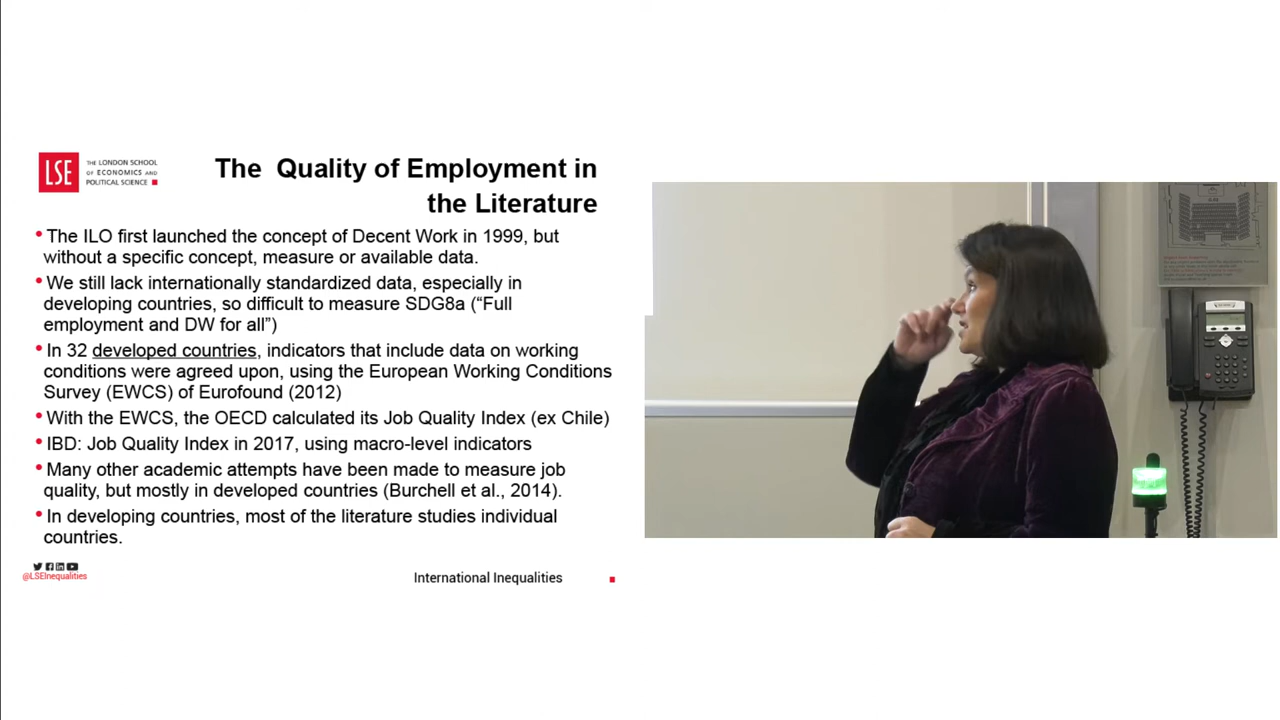 LSE
THE LONDON SCHOOL
OF ECONOMICS AND
POLITICAL SCIENCE
The Quality of Employment in
the Literature
• The ILO first launched the concept of Decent Work in 1999, but
without a specific concept, measure or available data.
• We still lack internationally standardized data, especially in
developing countries, so difficult to measure SDG8a (“Full
employment and DW for all”)
• In 32 developed countries, indicators that include data on working
conditions were agreed upon, using the European Working Conditions
Survey (EWCS) of Eurofound (2012)
• With the EWCS, the OECD calculated its Job Quality Index (ex Chile)
• IBD: Job Quality Index in 2017, using macro-level indicators
• Many other academic attempts have been made to measure job
quality, but mostly in developed countries (Burchell et al., 2014).
• In developing countries, most of the literature studies individual
countries.
@LSEInequalities
International Inequalities